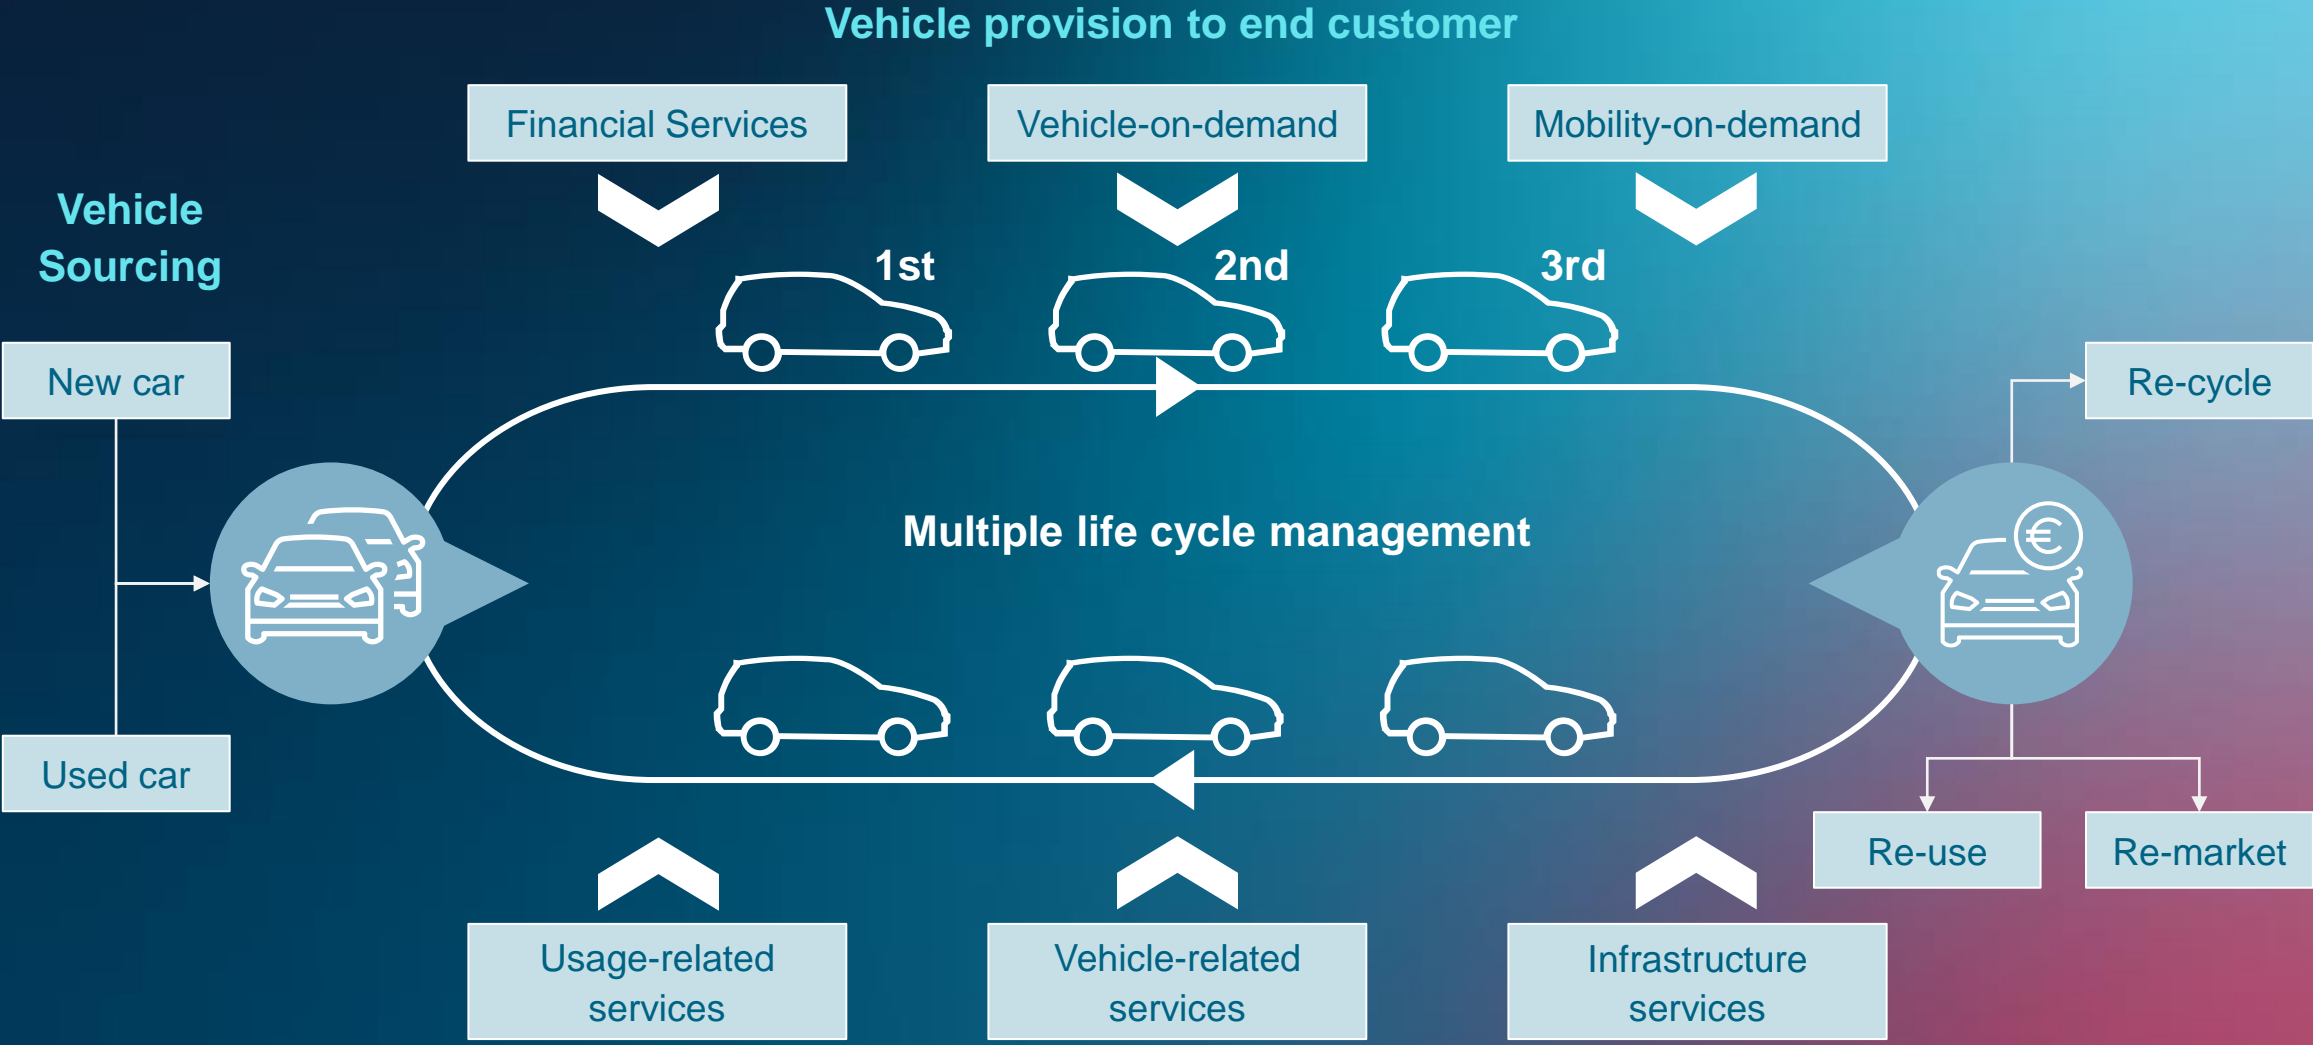 Vehicle provision to end customer
Financial Services
Vehicle-on-demand
Mobility-on-demand
Vehicle
Sourcing
1st
2nd
3rd
New car
Re-cycle
€
Multiple life cycle management
Used car
Re-use
Re-market
Usage-related
services
Vehicle-related
services
Infrastructure
services